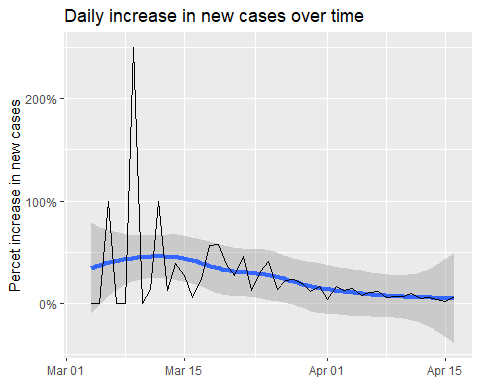 Daily increase in new cases over time
Percet increase in new cases
200%
100%
0%
Mar 01 Mar 15 Apr 01 Apr 15